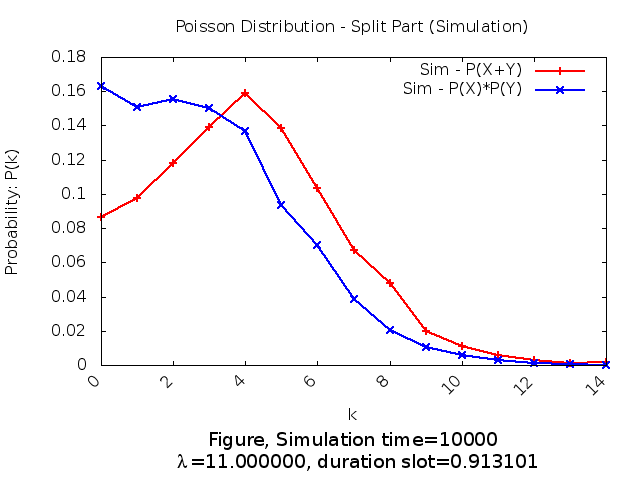 Poisson Distribution - Split Part (Simulation)
Sim - P(X+Y)
Sim - P(X)*P(Y)
0.18
0.16
0.14
0.12
0.1
0.08
0.06
0.04
0.02
0
Probability: P(k)
0 2 4 6 8 10 12 14
k
Figure, Simulation time=10000
λ=11.000000, duration slot=0.913101